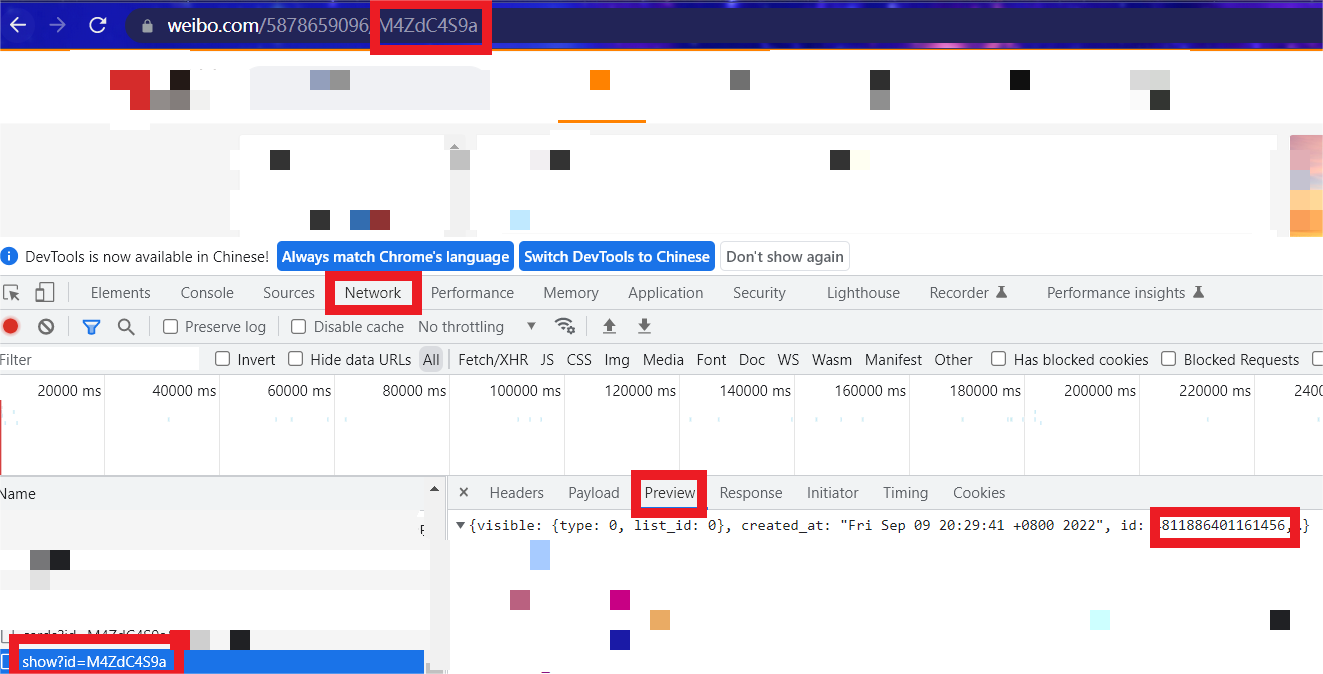 weibo.com/5878659096/M4ZdC4S9a
DevTools is now available in Chinese! Always match Chrome's language Switch DevTools to Chinese Don't show again
Elements Console Sources Network Performance Memory Application Security Lighthouse Recorder Performance insights
Preserve log Disable cache No throttling
Filter Invert Hide data URLs All Fetch/XHR JS CSS Img Media Font Doc WS Wasm Manifest Other Has blocked cookies Blocked Requests
20000 ms 40000 ms 60000 ms 80000 ms 100000 ms 120000 ms 140000 ms 160000 ms 180000 ms 200000 ms 220000 ms 2400
Name × Headers Payload Preview Response Initiator Timing Cookies
{visible: {type: 0, list_id: 0}, created_at: "Fri Sep 09 20:29:41 +0800 2022", id: 4811886401161456,…}
show?id=M4ZdC4S9a